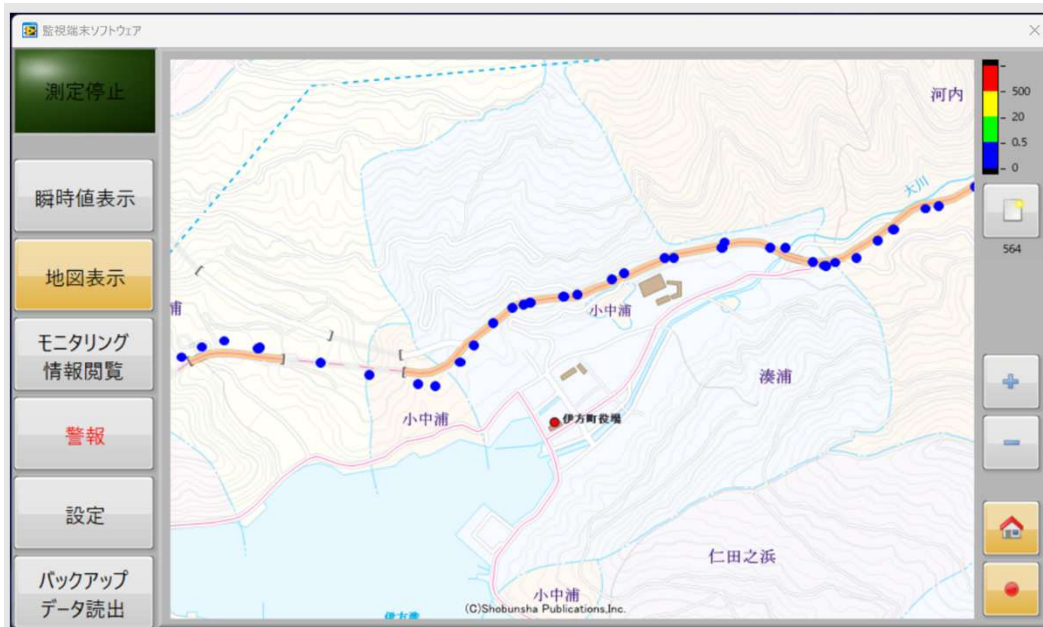 監視端末ソフトウェア
測定停止
瞬時値表示
地図表示
モニタリング
情報閲覧
警報
設定
バックアップ
データ読出
河内
大川
浦
小中浦
湊浦
小中浦
伊方町役場
仁田之浜
小中浦
(C)Shobunsha Publications,Inc.
500
20
0.5
0
564